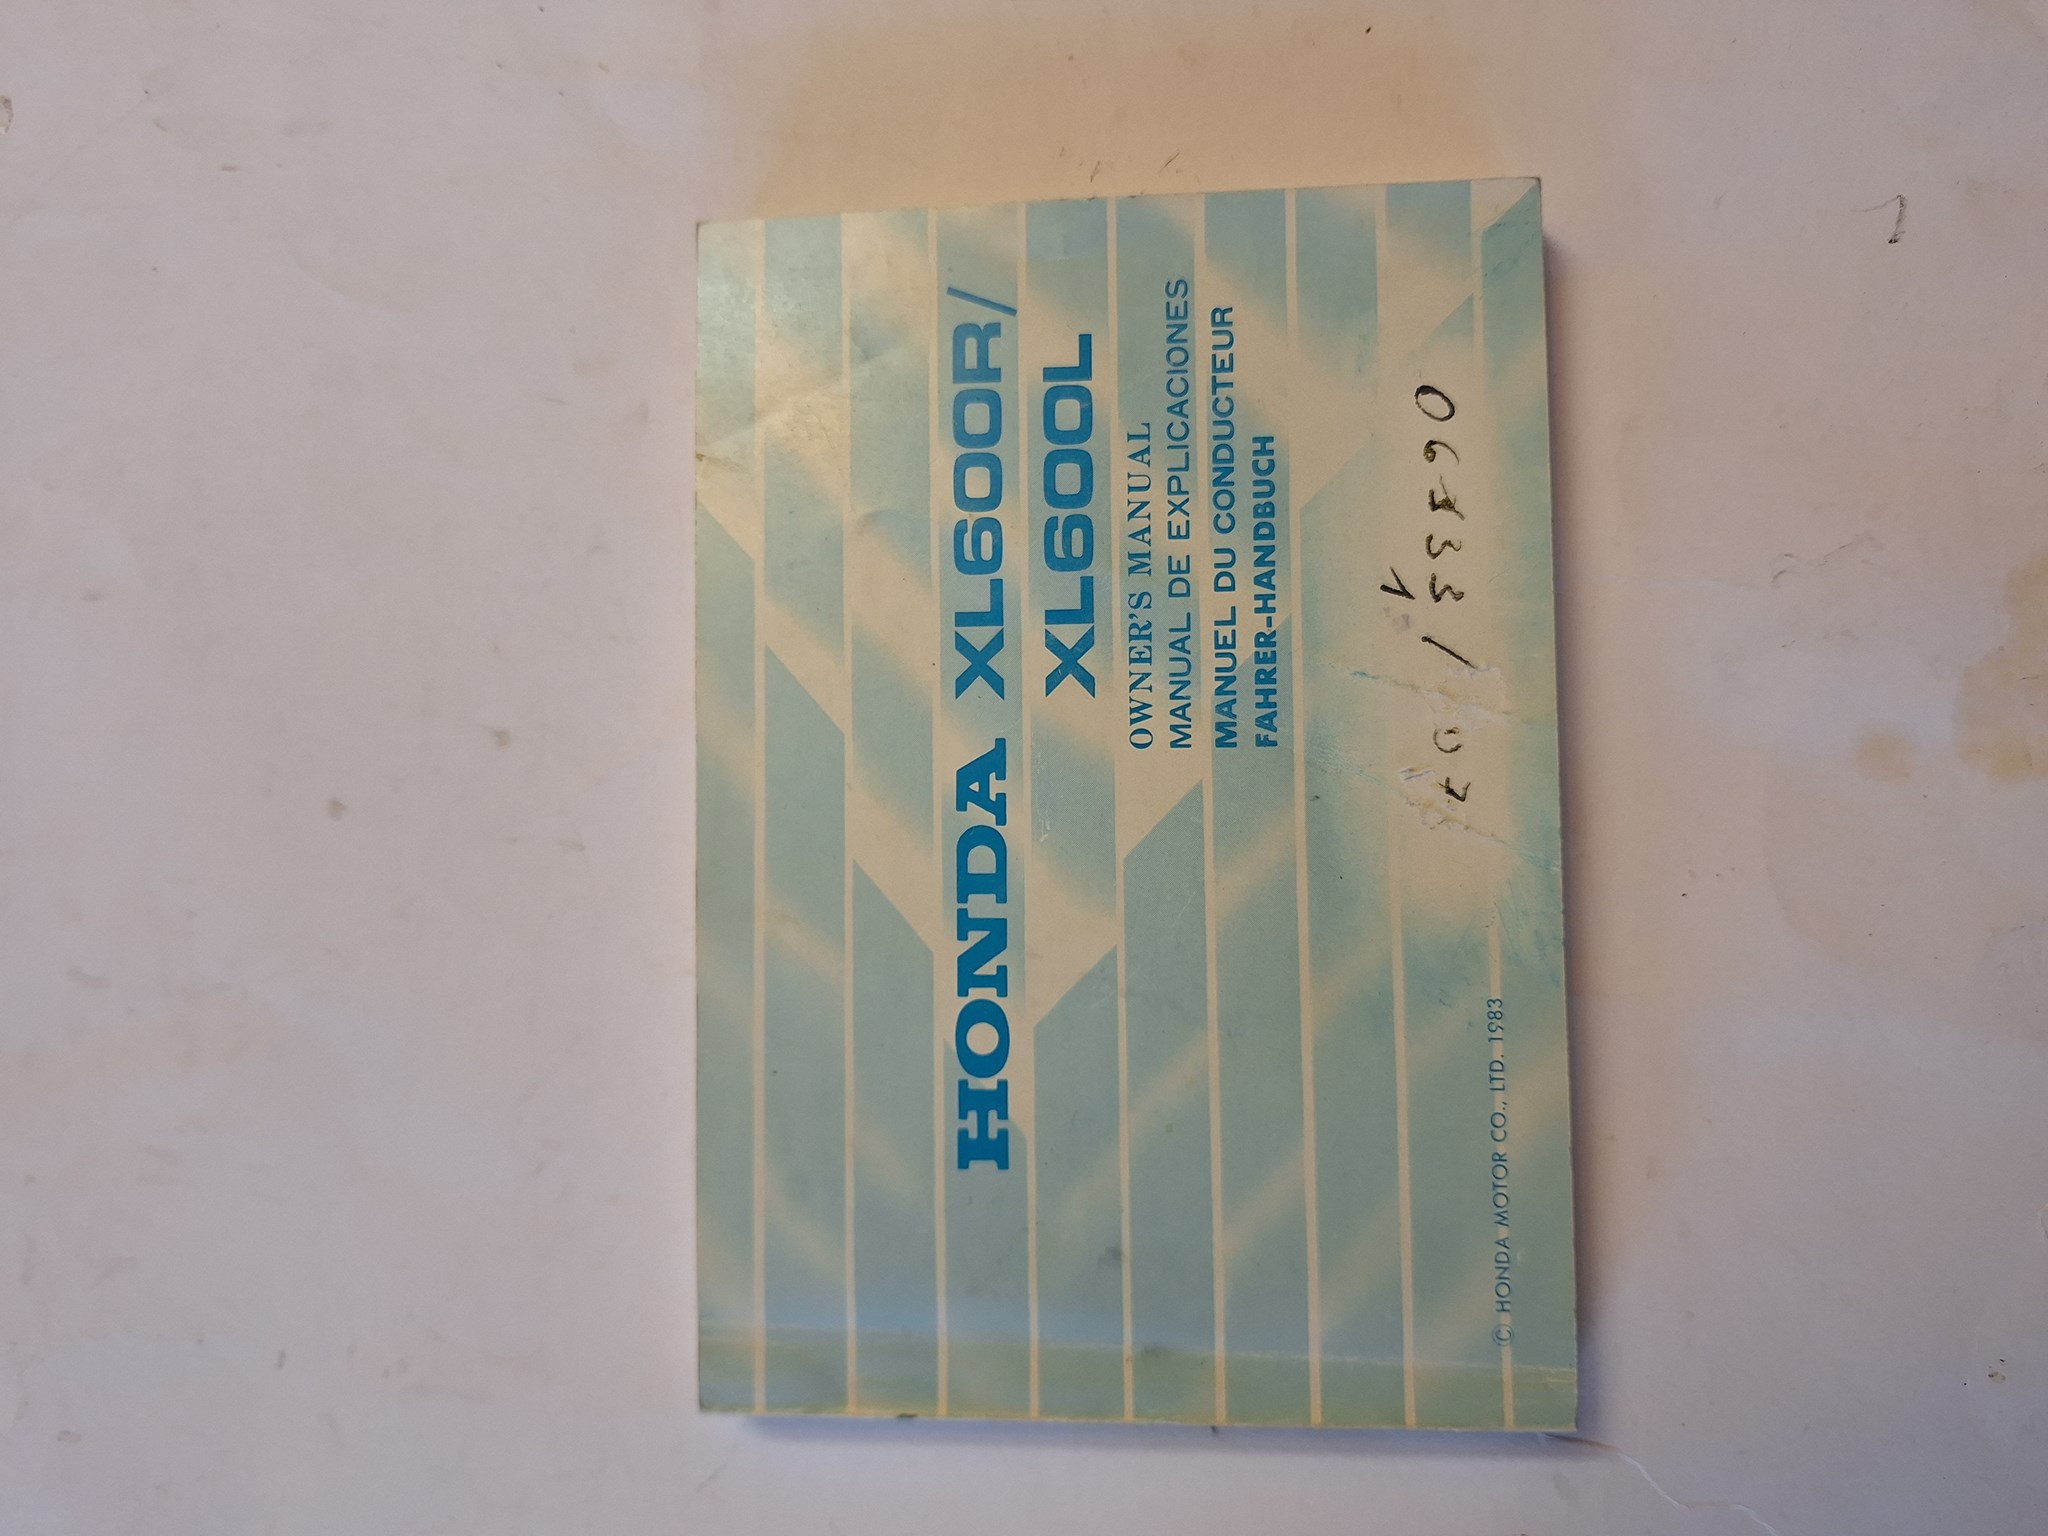 HONDA XL600R/
XL600L
OWNER'S MANUAL
MANUAL DE EXPLICACIONES
MANUEL DU CONDUCTEUR
FAHRER-HANDBUCH
© HONDA MOTOR CO., LTD. 1983